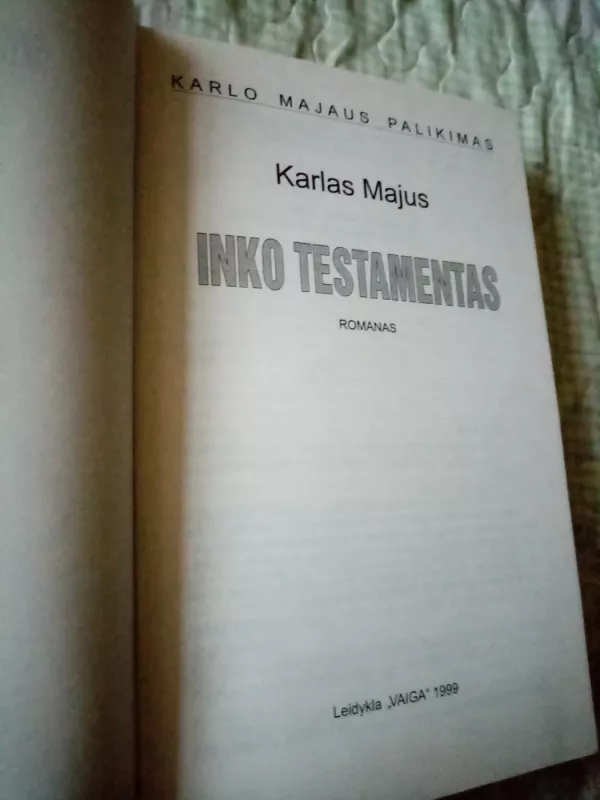 KARLO MAJAUS PALIKIMAS
Karlas Majus
INKO TESTAMENTAS
ROMANAS
Leidykla „VAIGA“ 1999